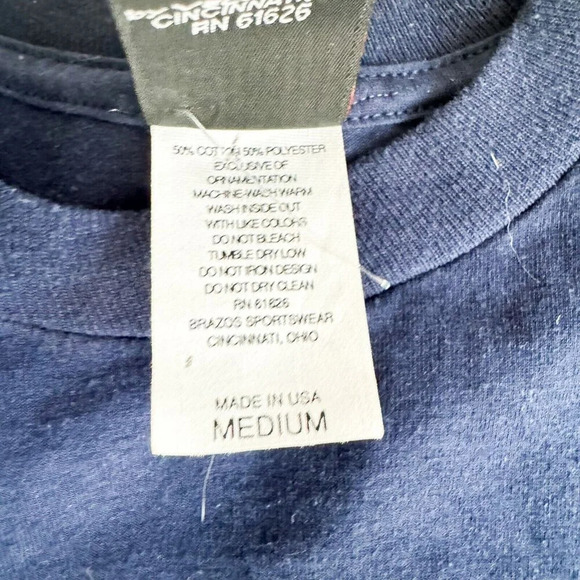 CINCINNATI
RN 61626
50% COTTON 50% POLYESTER
EXCLUSIVE OF
ORNAMENTATION
MACHINE WASH WARM
WASH INSIDE OUT
WITH LIKE COLORS
DO NOT BLEACH
TUMBLE DRY LOW
DO NOT IRON DESIGN
DO NOT DRY CLEAN
RN 61626
BRAZOS SPORTSWEAR
CINCINNATI, OHIO
MADE IN USA
MEDIUM